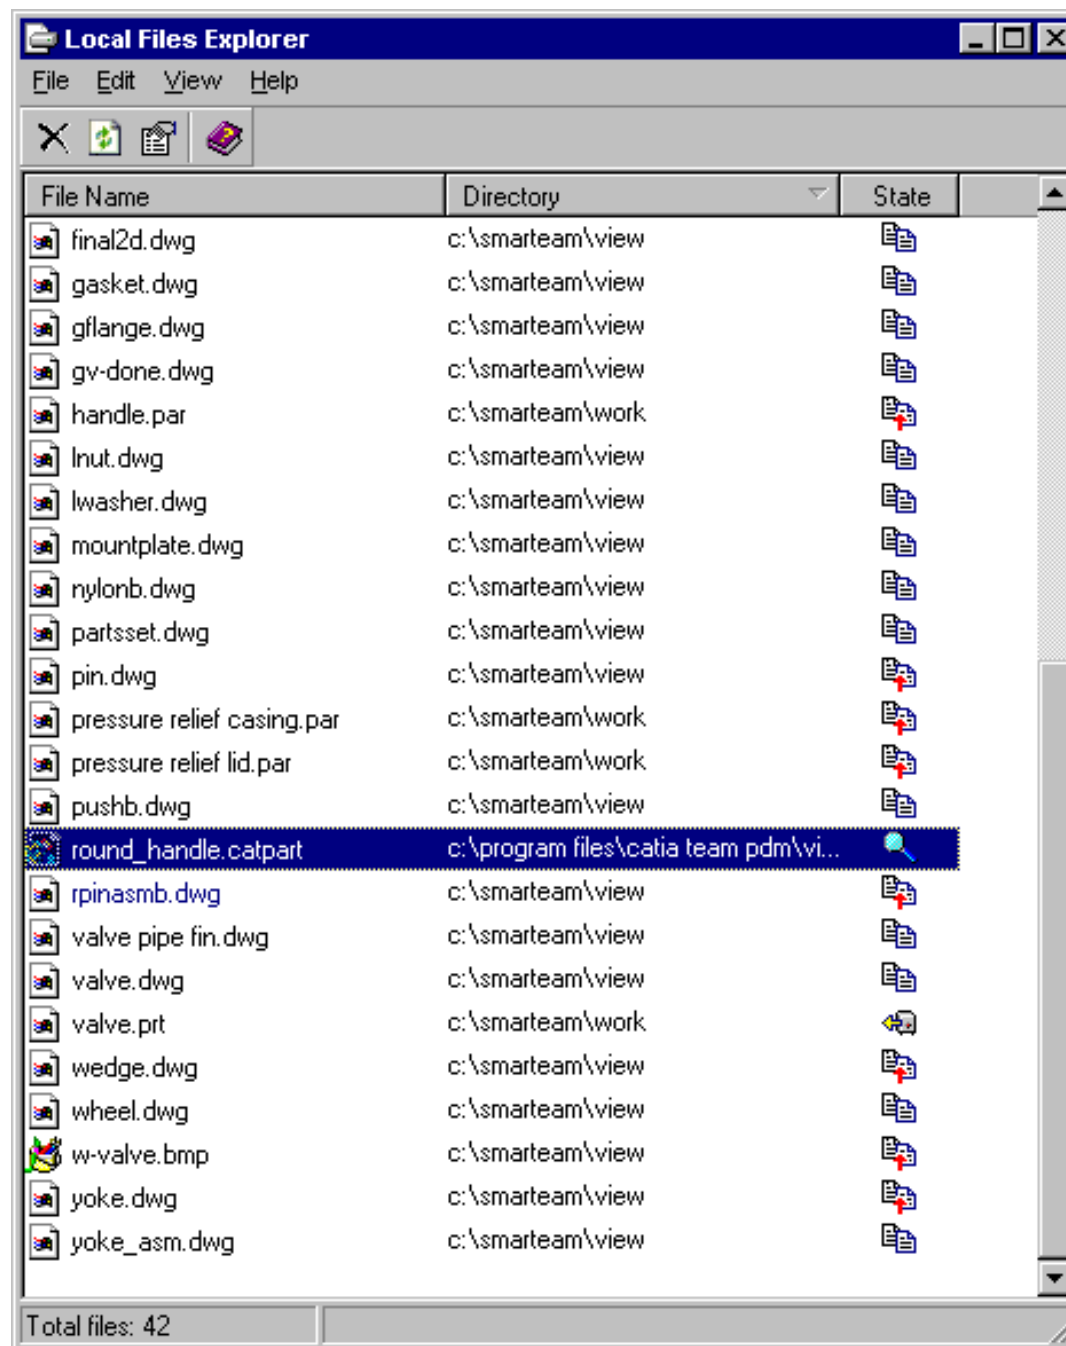 Local Files Explorer
File Edit View Help
File Name Directory State
final2d.dwg c:\smarteam\view
gasket.dwg c:\smarteam\view
gflange.dwg c:\smarteam\view
gv-done.dwg c:\smarteam\view
handle.par c:\smarteam\work
lnut.dwg c:\smarteam\view
lwasher.dwg c:\smarteam\view
mountplate.dwg c:\smarteam\view
nylonb.dwg c:\smarteam\view
partsset.dwg c:\smarteam\view
pin.dwg c:\smarteam\view
pressure relief casing.par c:\smarteam\work
pressure relief lid.par c:\smarteam\work
pushb.dwg c:\smarteam\view
round_handle.catpart c:\program files\catia team pdm\vi...
rpinasmb.dwg c:\smarteam\view
valve pipe fin.dwg c:\smarteam\view
valve.dwg c:\smarteam\view
valve.prt c:\smarteam\work
wedge.dwg c:\smarteam\view
wheel.dwg c:\smarteam\view
w-valve.bmp c:\smarteam\view
yoke.dwg c:\smarteam\view
yoke_asm.dwg c:\smarteam\view
Total files: 42